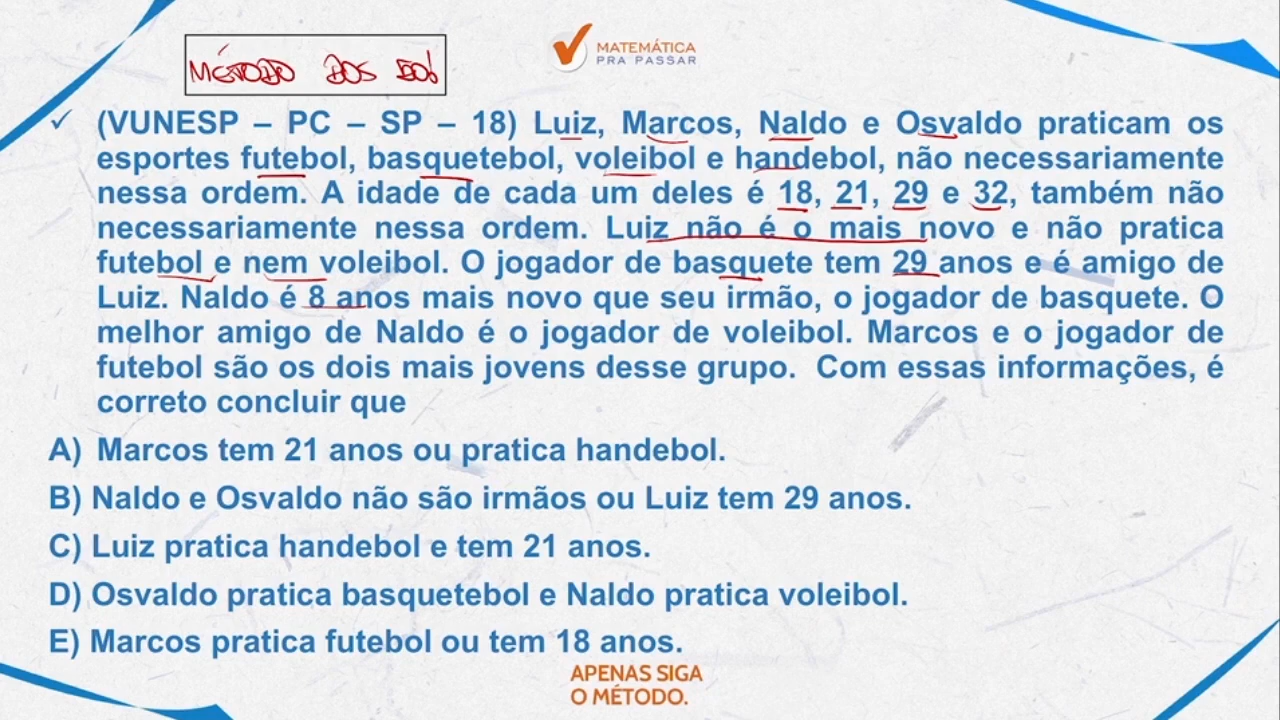 MÉTODO DOS 50!
MATEMÁTICA
PRA PASSAR
(VUNESP – PC – SP – 18) Luiz, Marcos, Naldo e Osvaldo praticam os
esportes futebol, basquetebol, voleibol e handebol, não necessariamente
nessa ordem. A idade de cada um deles é 18, 21, 29 e 32, também não
necessariamente nessa ordem. Luiz não é o mais novo e não pratica
futebol e nem voleibol. O jogador de basquete tem 29 anos e é amigo de
Luiz. Naldo é 8 anos mais novo que seu irmão, o jogador de basquete. O
melhor amigo de Naldo é o jogador de voleibol. Marcos e o jogador de
futebol são os dois mais jovens desse grupo. Com essas informações, é
correto concluir que
A) Marcos tem 21 anos ou pratica handebol.
B) Naldo e Osvaldo não são irmãos ou Luiz tem 29 anos.
C) Luiz pratica handebol e tem 21 anos.
D) Osvaldo pratica basquetebol e Naldo pratica voleibol.
E) Marcos pratica futebol ou tem 18 anos.
APENAS SIGA
O MÉTODO.